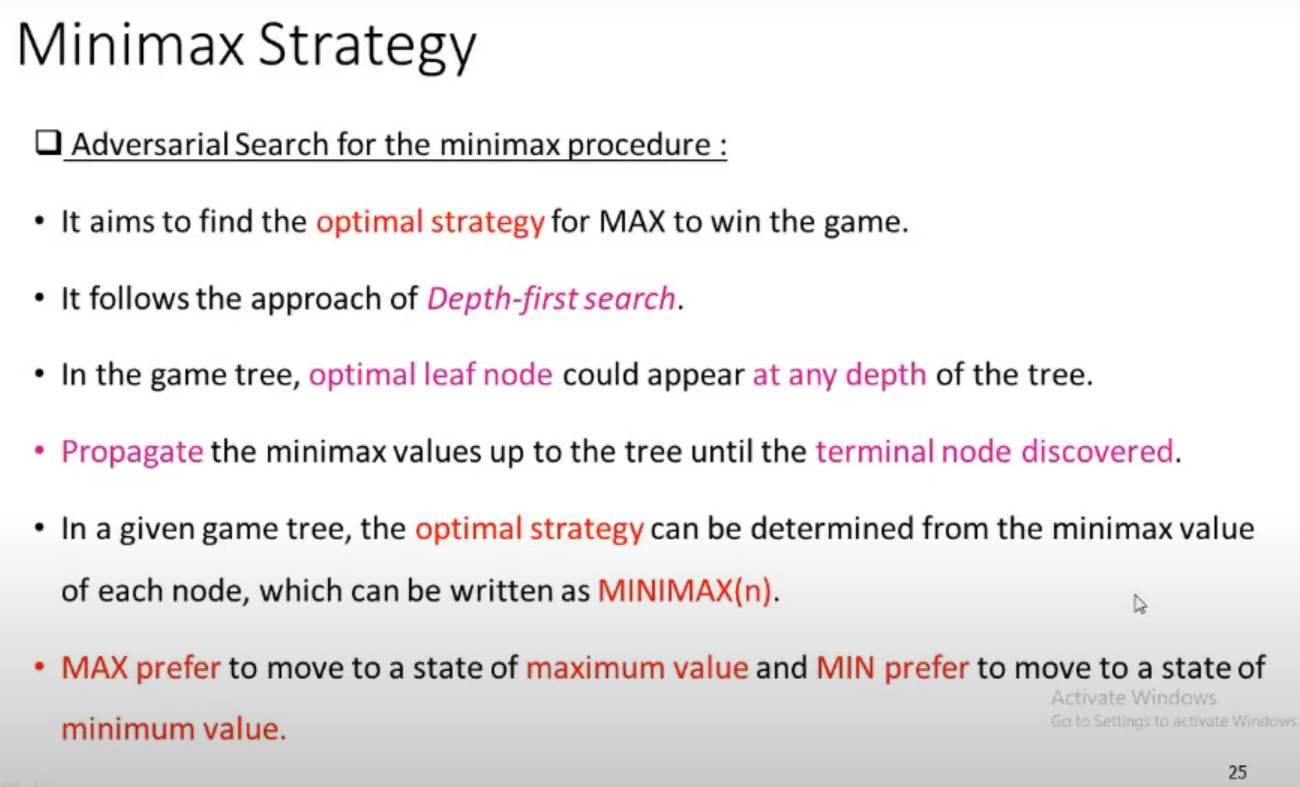 Minimax Strategy
Adversarial Search for the minimax procedure :
• It aims to find the optimal strategy for MAX to win the game.
• It follows the approach of Depth-first search.
• In the game tree, optimal leaf node could appear at any depth of the tree.
• Propagate the minimax values up to the tree until the terminal node discovered.
• In a given game tree, the optimal strategy can be determined from the minimax value
of each node, which can be written as MINIMAX(n).
• MAX prefer to move to a state of maximum value and MIN prefer to move to a state of
minimum value.
Activate Windows
Go to Settings to activate Windows.
25